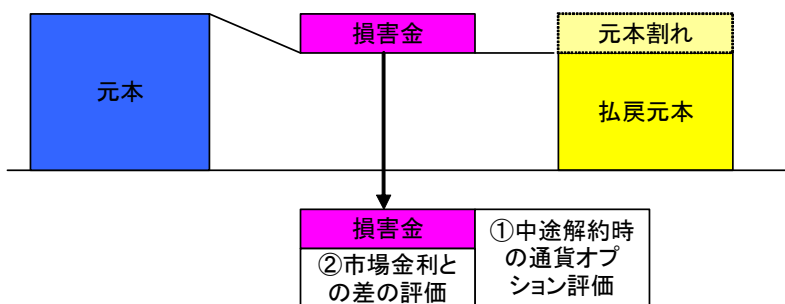 損害金
元本割れ
元本
払戻元本
損害金
②市場金利と
の差の評価
①中途解約時
の通貨オプ
ション評価